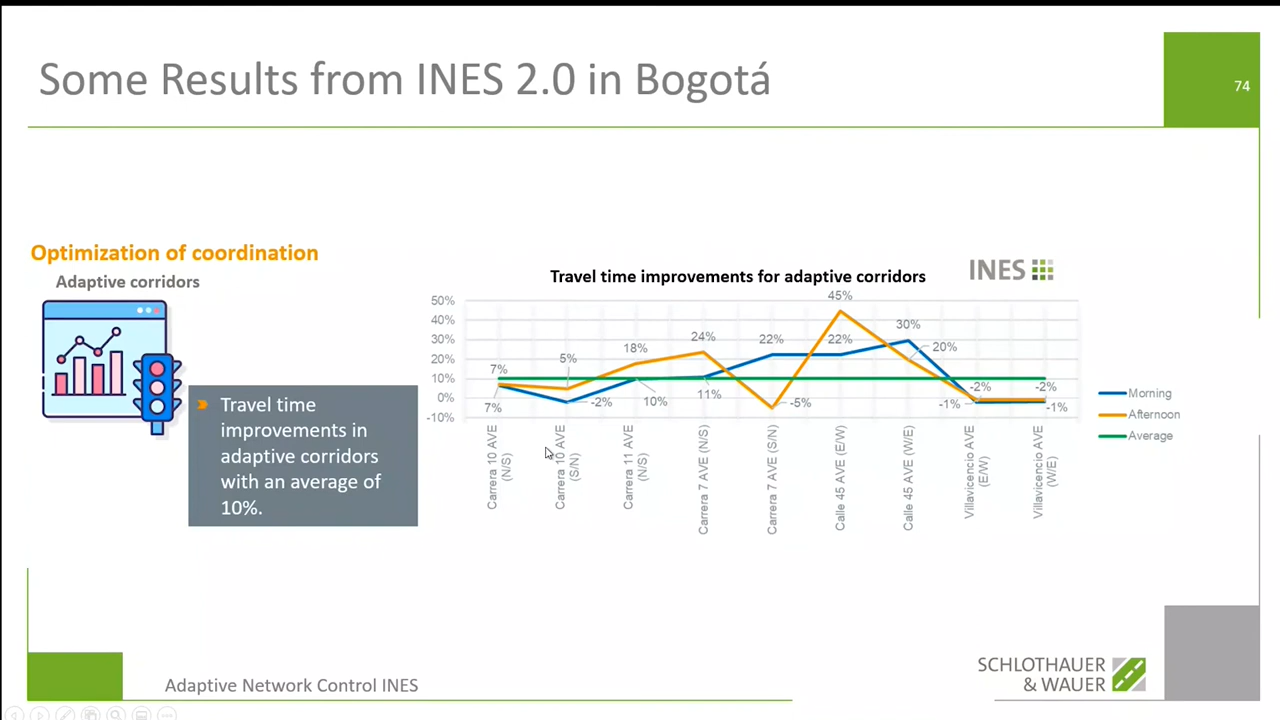 Some Results from INES 2.0 in Bogotá
74
Optimization of coordination
Adaptive corridors
Travel time
improvements in
adaptive corridors
with an average of
10%.
INES
Travel time improvements for adaptive corridors
50%
40%
30%
20%
10%
0%
-10%
7%
7%
5%
-2%
18%
10%
24%
11%
22%
-5%
45%
22%
30%
20%
-2%
-1%
-2%
-1%
Carrera 10 AVE
(N/S)
Carrera 10 AVE
(S/N)
Carrera 11 AVE
(N/S)
Carrera 7 AVE (N/S)
Carrera 7 AVE (S/N)
Calle 45 AVE (E/W)
Calle 45 AVE (W/E)
Villavicencio AVE
(E/W)
Villavicencio AVE
(W/E)
Morning
Afternoon
Average
Adaptive Network Control INES
SCHLOTHAUER
& WAUER